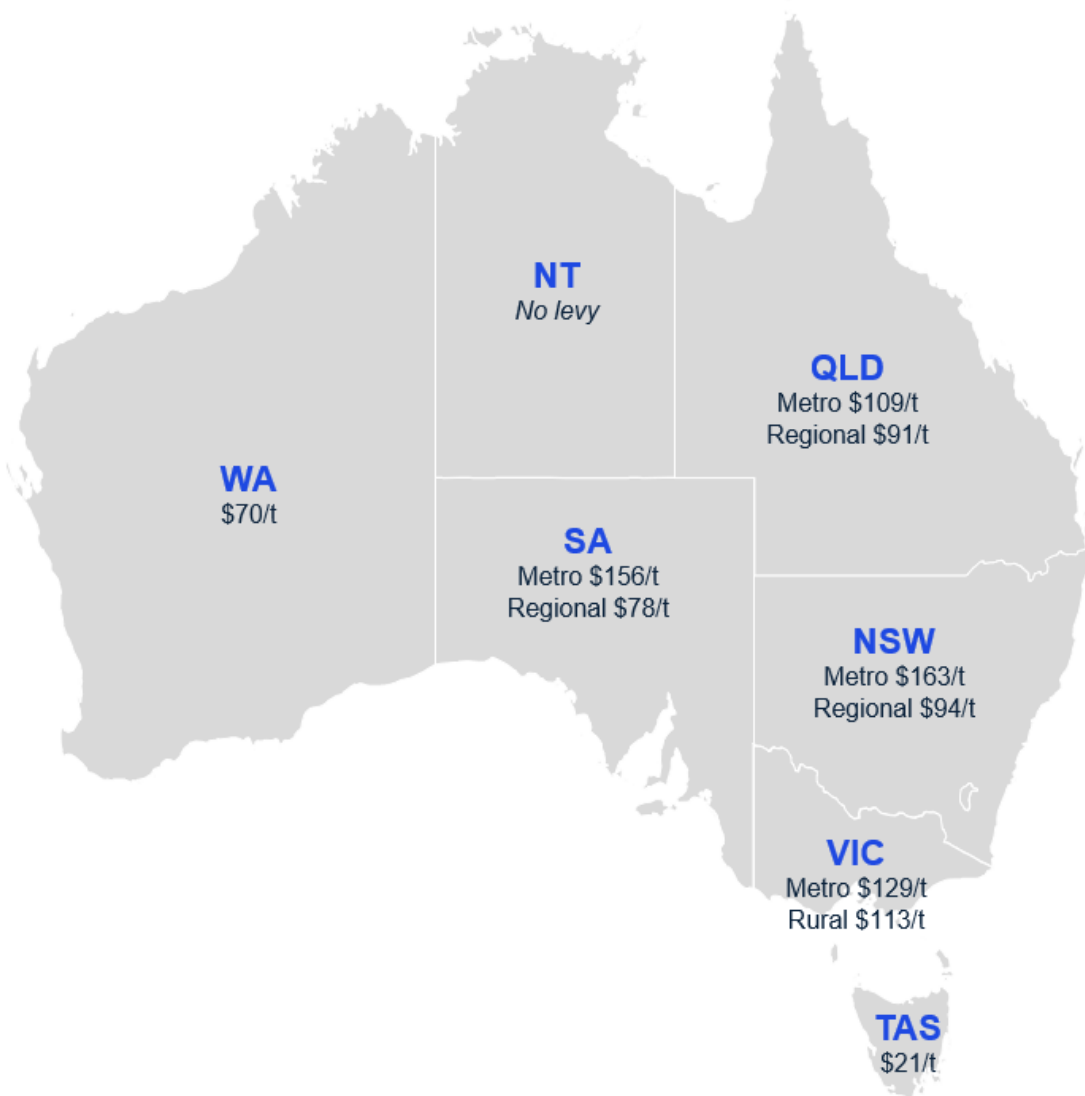 NT
No levy
QLD
Metro $109/t
Regional $91/t
WA
$70/t
SA
Metro $156/t
Regional $78/t
NSW
Metro $163/t
Regional $94/t
VIC
Metro $129/t
Rural $113/t
TAS
$21/t